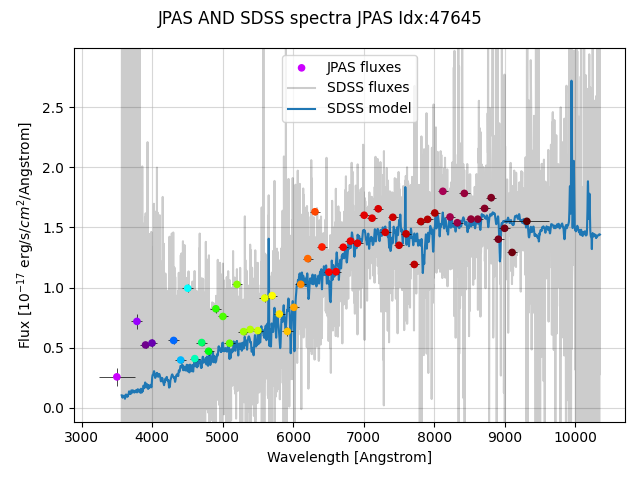 JPAS AND SDSS spectra JPAS Idx:47645
JPAS fluxes
SDSS fluxes
SDSS model
2.5
2.0
1.5
1.0
0.5
0.0
Flux [10⁻¹⁷ erg/s/cm²/Angstrom]
3000 4000 5000 6000 7000 8000 9000 10000
Wavelength [Angstrom]